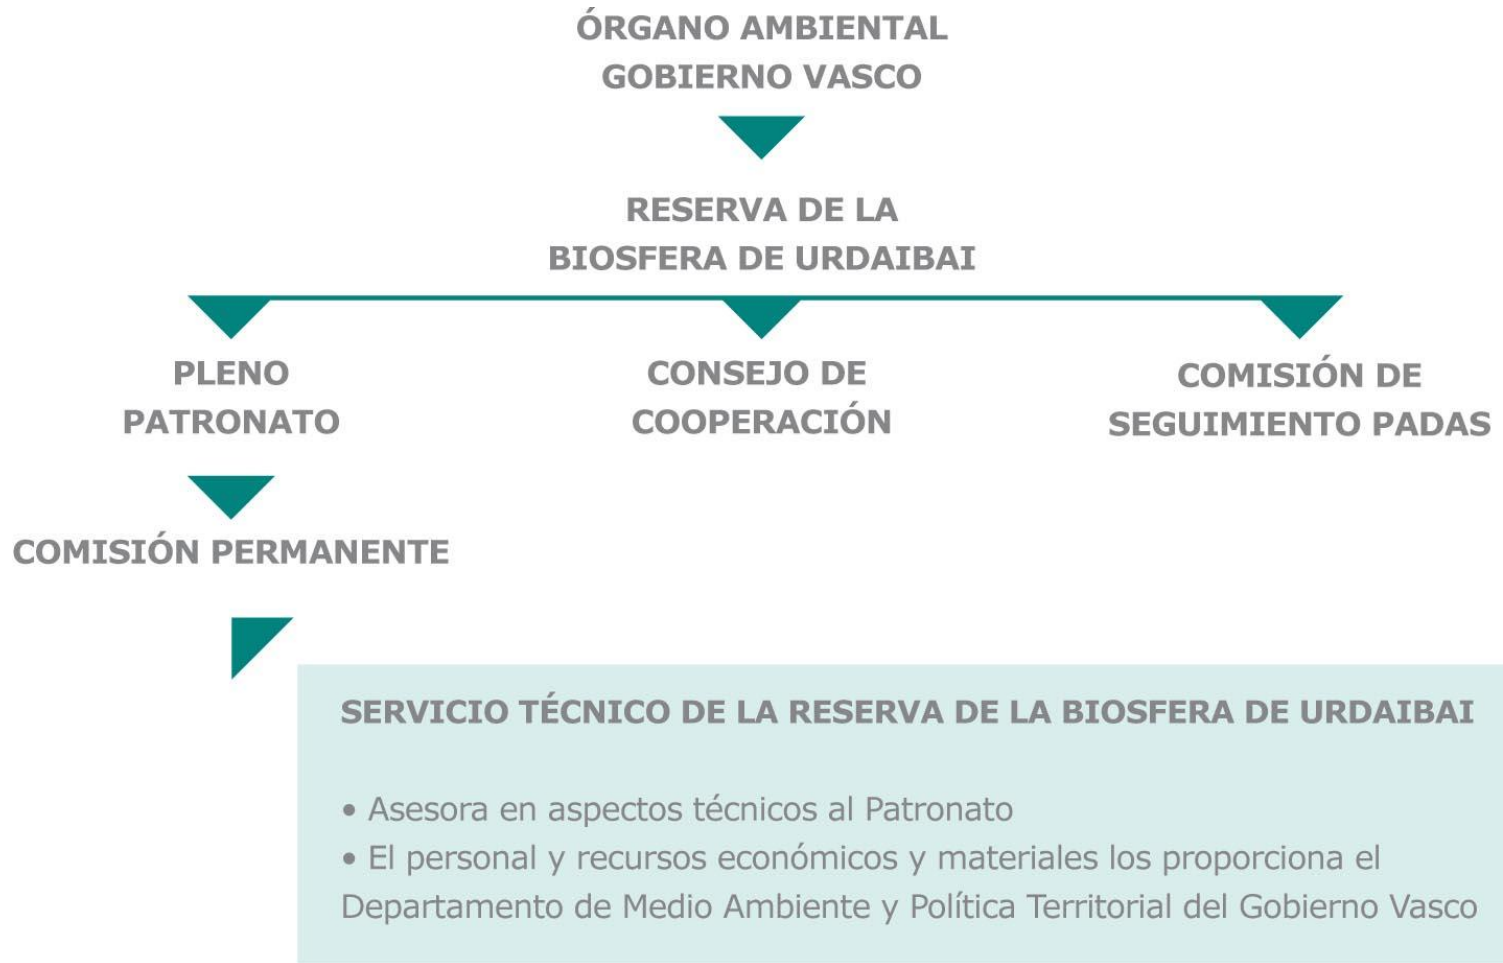 ÓRGANO AMBIENTAL
GOBIERNO VASCO
RESERVA DE LA
BIOSFERA DE URDAIBAI
PLENO
PATRONATO
CONSEJO DE
COOPERACIÓN
COMISIÓN DE
SEGUIMIENTO PADAS
COMISIÓN PERMANENTE
SERVICIO TÉCNICO DE LA RESERVA DE LA BIOSFERA DE URDAIBAI
• Asesora en aspectos técnicos al Patronato
• El personal y recursos económicos y materiales los proporciona el
Departamento de Medio Ambiente y Política Territorial del Gobierno Vasco